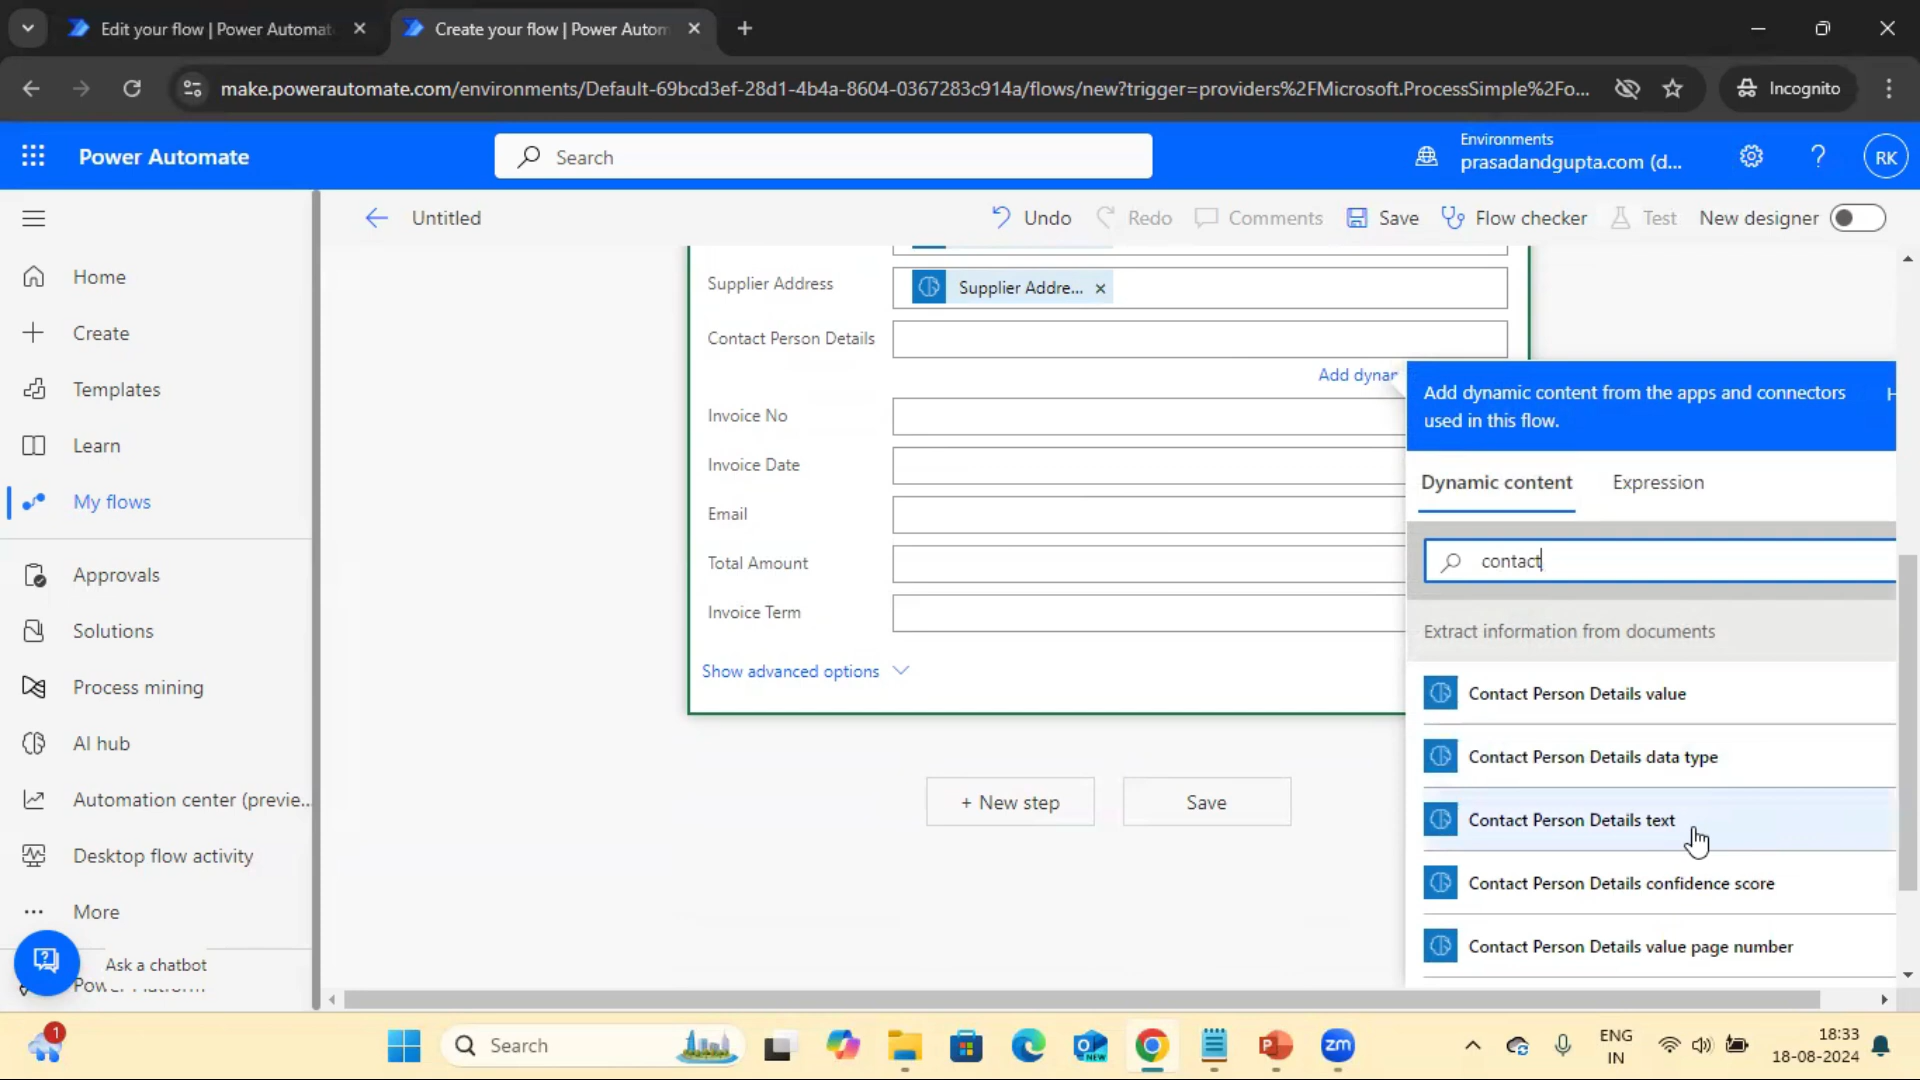 Edit your flow | Power Automat
Create your flow | Power Autom
make.powerautomate.com/environments/Default-69bcd3ef-28d1-4b4a-8604-0367283c914a/flows/new?trigger=providers%2FMicrosoft.ProcessSimple%2Fo...
Incognito
Power Automate
Search
Environments
prasadandgupta.com (d...
RK
Untitled
Undo
Redo
Comments
Save
Flow checker
Test
New designer
Home
Create
Templates
Learn
My flows
Approvals
Solutions
Process mining
AI hub
Automation center (previe...
Desktop flow activity
More
Ask a chatbot
Supplier Address
Supplier Addre...
Contact Person Details
Add dynar
Invoice No
Invoice Date
Email
Total Amount
Invoice Term
Show advanced options
+ New step
Save
Add dynamic content from the apps and connectors
used in this flow.
H
Dynamic content
Expression
contact
Extract information from documents
Contact Person Details value
Contact Person Details data type
Contact Person Details text
Contact Person Details confidence score
Contact Person Details value page number
1
Search
NEW
zm
ENG
IN
18:33
18-08-2024